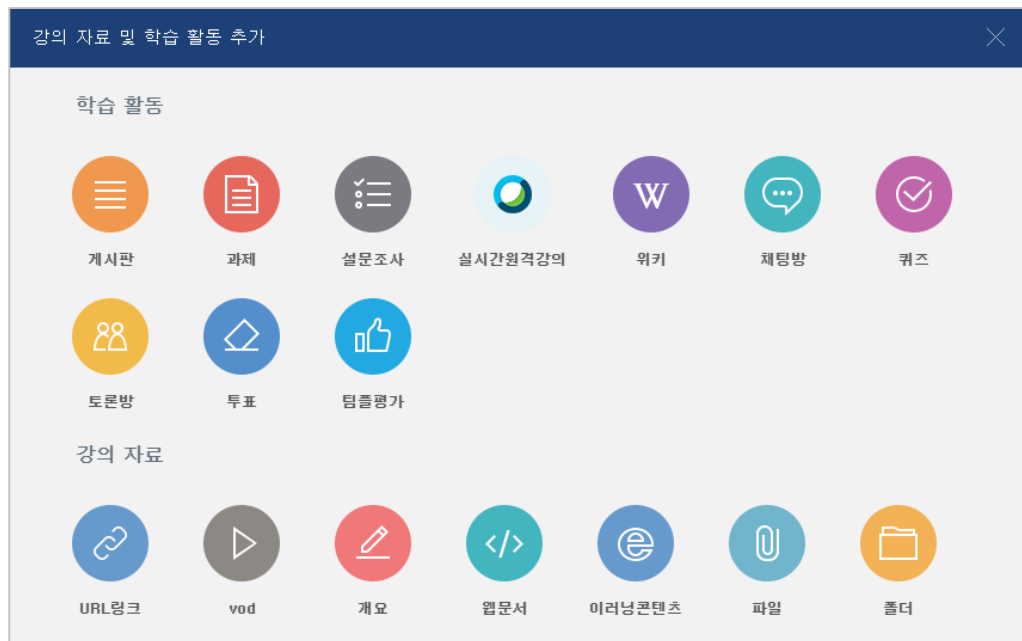 강의 자료 및 학습 활동 추가
학습 활동
게시판 과제 설문조사 실시간원격강의 위키 채팅방 퀴즈
토론방 투표 팀플평가
강의 자료
URL링크 vod 개요 웹문서 이러닝콘텐츠 파일 폴더